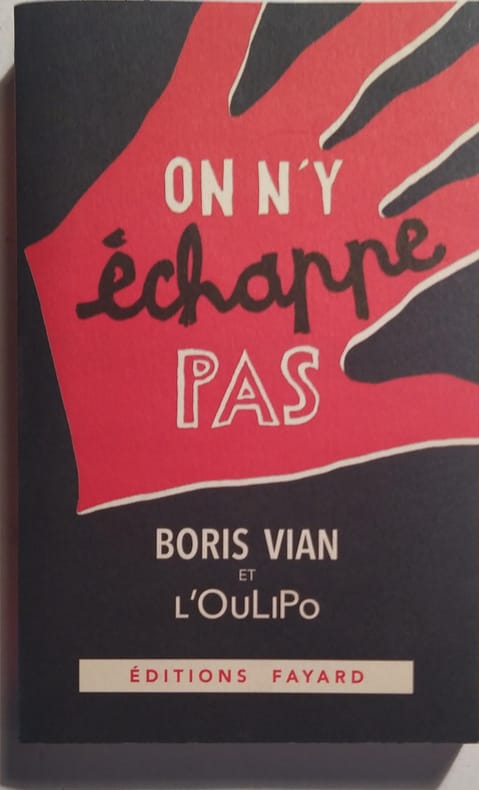 ON N'Y
échappe
PAS
BORIS VIAN
ET
L'OuLiPo
ÉDITIONS FAYARD